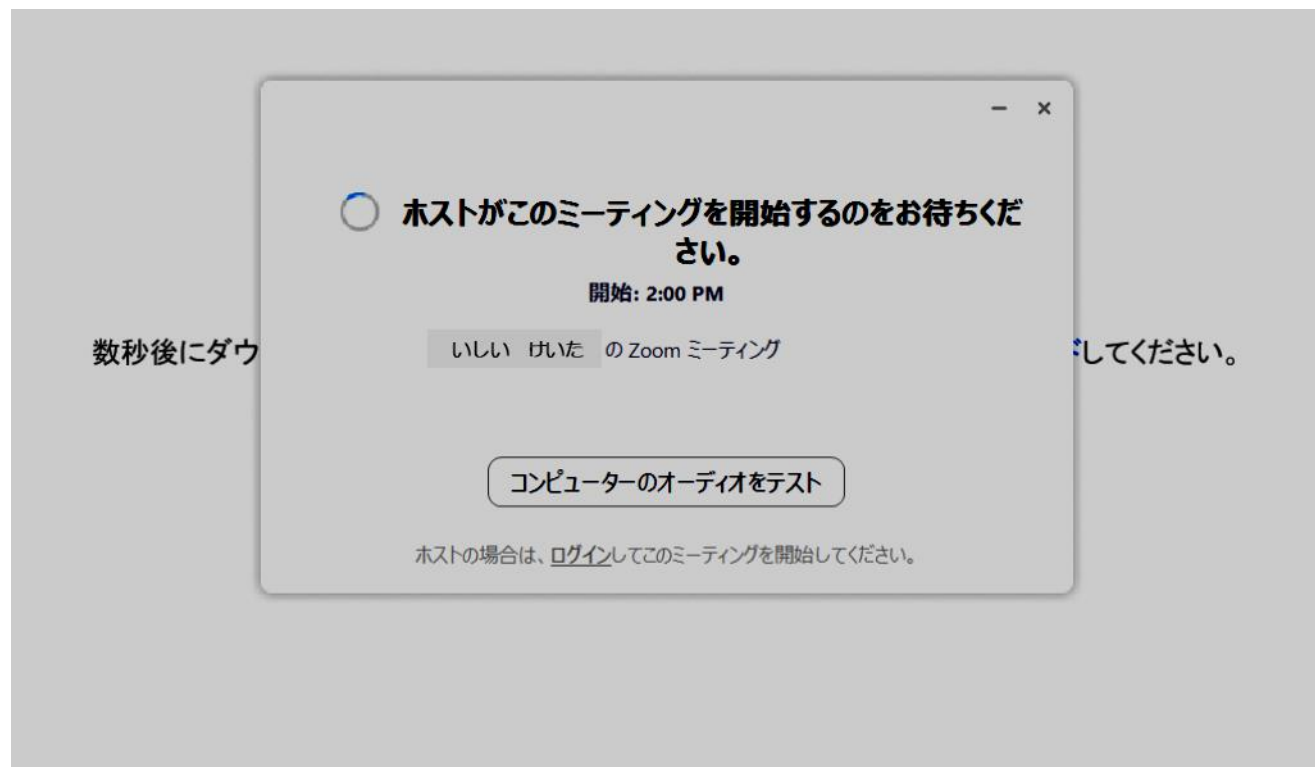 ホストがこのミーティングを開始するのをお待ちくだ
さい。
開始: 2:00 PM
数秒後にダウ
いしい けいた の Zoom ミーティング
してください。
コンピューターのオーディオをテスト
ホストの場合は、ログインしてこのミーティングを開始してください。